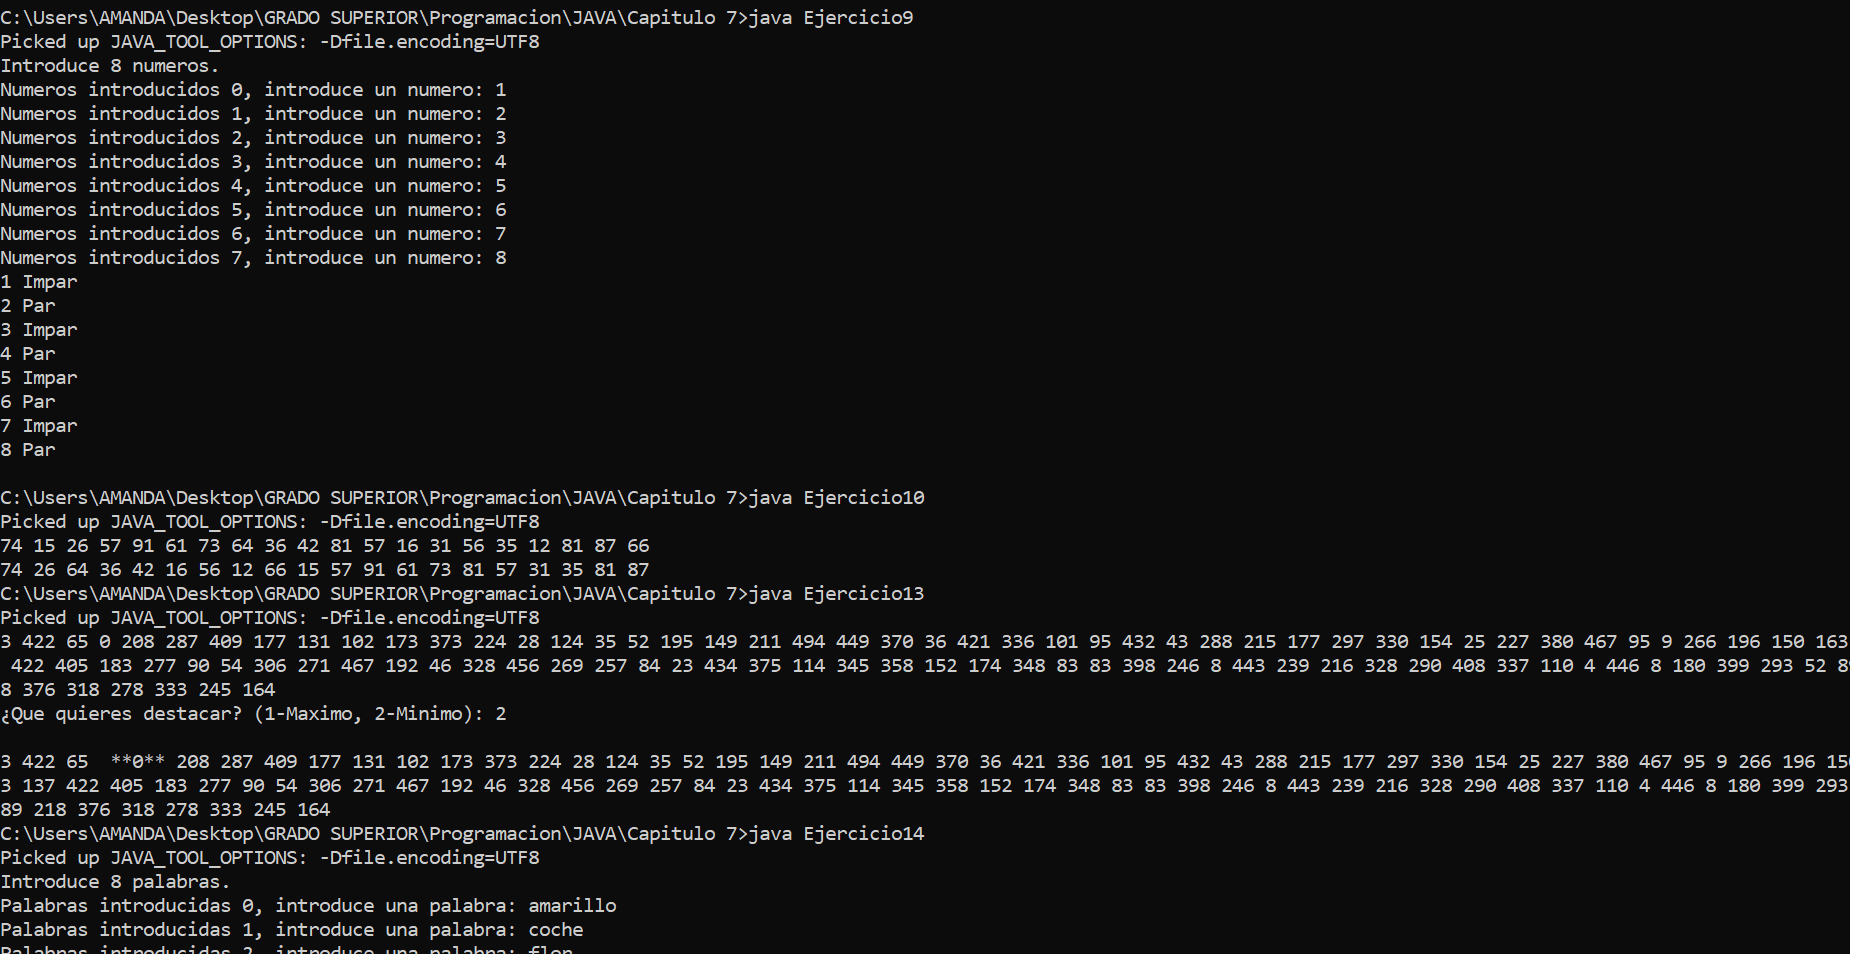 C:\Users\AMANDA\Desktop\GRADO SUPERIOR\Programacion\JAVA\Capitulo 7>java Ejercicio9
Picked up JAVA_TOOL_OPTIONS: -Dfile.encoding=UTF8
Introduce 8 numeros.
Numeros introducidos 0, introduce un numero: 1
Numeros introducidos 1, introduce un numero: 2
Numeros introducidos 2, introduce un numero: 3
Numeros introducidos 3, introduce un numero: 4
Numeros introducidos 4, introduce un numero: 5
Numeros introducidos 5, introduce un numero: 6
Numeros introducidos 6, introduce un numero: 7
Numeros introducidos 7, introduce un numero: 8
1 Impar
2 Par
3 Impar
4 Par
5 Impar
6 Par
7 Impar
8 Par
C:\Users\AMANDA\Desktop\GRADO SUPERIOR\Programacion\JAVA\Capitulo 7>java Ejercicio10
Picked up JAVA_TOOL_OPTIONS: -Dfile.encoding=UTF8
74 15 26 57 91 61 73 64 36 42 81 57 16 31 56 35 12 81 87 66
74 26 64 36 42 16 56 12 66 15 57 91 61 73 81 57 31 35 81 87
C:\Users\AMANDA\Desktop\GRADO SUPERIOR\Programacion\JAVA\Capitulo 7>java Ejercicio13
Picked up JAVA_TOOL_OPTIONS: -Dfile.encoding=UTF8
3 422 65 0 208 287 409 177 131 102 173 373 224 28 124 35 52 195 149 211 494 449 370 36 421 336 101 95 432 43 288 215 177 297 330 154 25 227 380 467 95 9 266 196 150 163
422 405 183 277 90 54 306 271 467 192 46 328 456 269 257 84 23 434 375 114 345 358 152 174 348 83 83 398 246 8 443 239 216 328 290 408 337 110 4 446 8 180 399 293 52
8 376 318 278 333 245 164
¿Que quieres destacar? (1-Maximo, 2-Minimo): 2
3 422 65  **0** 208 287 409 177 131 102 173 373 224 28 124 35 52 195 149 211 494 449 370 36 421 336 101 95 432 43 288 215 177 297 330 154 25 227 380 467 95 9 266 196
3 137 422 405 183 277 90 54 306 271 467 192 46 328 456 269 257 84 23 434 375 114 345 358 152 174 348 83 83 398 246 8 443 239 216 328 290 408 337 110 4 446 8 180 399 293
89 218 376 318 278 333 245 164
C:\Users\AMANDA\Desktop\GRADO SUPERIOR\Programacion\JAVA\Capitulo 7>java Ejercicio14
Picked up JAVA_TOOL_OPTIONS: -Dfile.encoding=UTF8
Introduce 8 palabras.
Palabras introducidas 0, introduce una palabra: amarillo
Palabras introducidas 1, introduce una palabra: coche
Palabras introducidas 2, introduce una palabra: